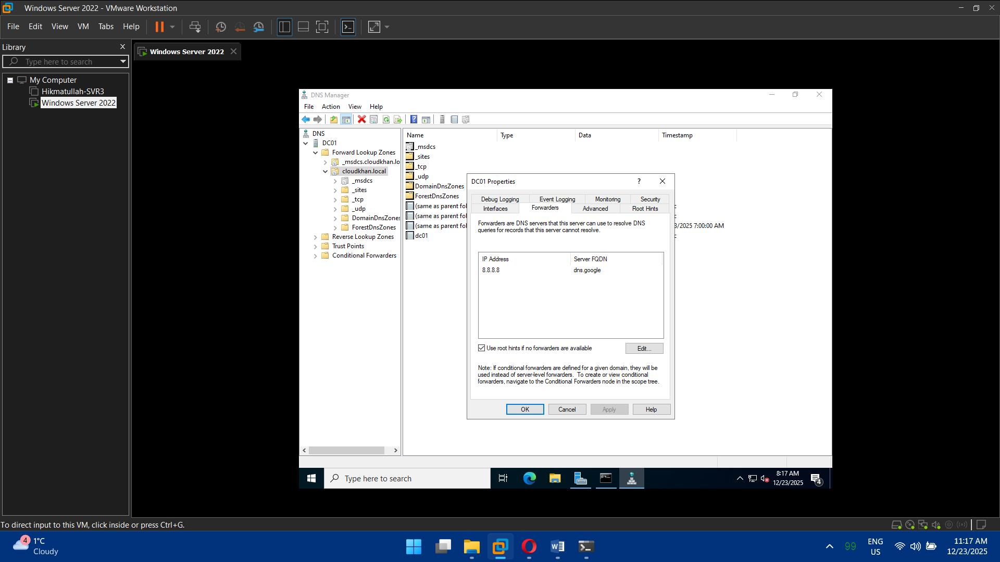 Windows Server 2022 - VMware Workstation
File Edit View VM Tabs Help
Library
Type here to search
My Computer
Hikmatullah-SVR3
Windows Server 2022
Windows Server 2022
DNS Manager
File Action View Help
DNS
DC01
Forward Lookup Zones
_msdcs.cloudkhan.lo
cloudkhan.local
_msdcs
_sites
_tcp
_udp
DomainDnsZones
ForestDnsZones
Reverse Lookup Zones
Trust Points
Conditional Forwarders
Name Type Data Timestamp
_msdcs
_sites
_tcp
_udp
DomainDnsZones
ForestDnsZones
(same as parent fol
(same as parent fol
(same as parent fol
dc01
c
c
8/2025 7:00:00 AM
c
DC01 Properties
?
Debug Logging Event Logging Monitoring Security
Interfaces Forwarders Advanced Root Hints
Forwarders are DNS servers that this server can use to resolve DNS
queries for records that this server cannot resolve.
IP Address Server FQDN
8.8.8.8 dns.google
Use root hints if no forwarders are available
Edit...
Note: If conditional forwarders are defined for a given domain, they will be
used instead of server-level forwarders. To create or view conditional
forwarders, navigate to the Conditional Forwarders node in the scope tree.
OK Cancel Apply Help
Type here to search
8:17 AM
12/23/2025
4
To direct input to this VM, click inside or press Ctrl+G.
4
1°C
Cloudy
99
ENG
US
11:17 AM
12/23/2025